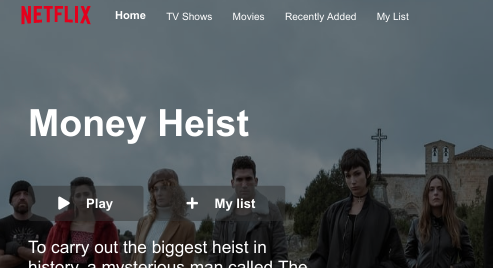 NETFLIX Home TV Shows Movies Recently Added My List
Money Heist
Play My list
To carry out the biggest heist in
history, a mysterious man called The